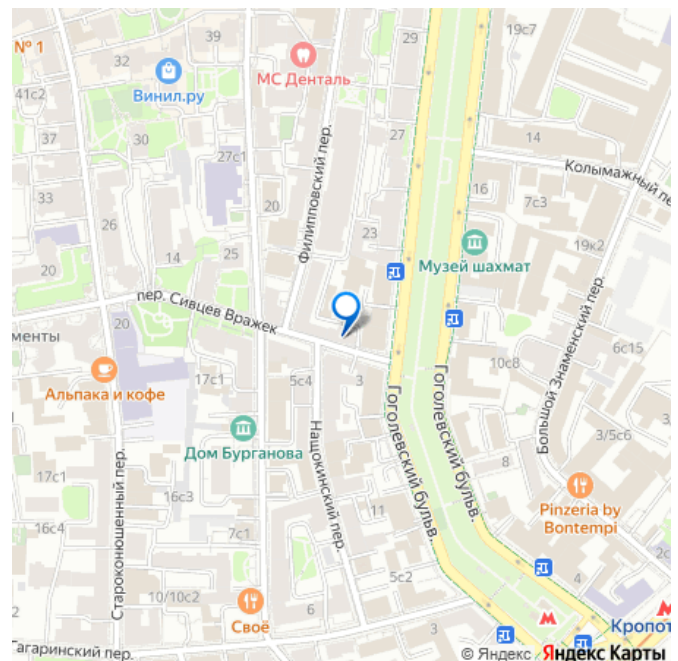 № 1
29
19с7
МС Денталь
Винил.ру
41с2
32
27
14
37
30
27с1
Филипповский пер.
Колымажный пе
33
20
16
7с3
26
23
19к2
14
25
Музей шахмат
20
пер. Сивцев Вражек
Большой Знаменский пер.
менты
20
6с15
10с8
Альпака и кофе
17с1
5с4
3
Гоголевский бульв.
Гоголевский бульв.
Дом Бурганова
3/5с6
Нащокинский пер.
8
17с1
16с3
Pinzeria by
Bontempi
Староконюшенный пер.
11
16с4
7с1
2с
5с2
4
10/10с2
6
Своё
3
Кропот
Гагаринский пер.
© Яндекс Яндекс Карты